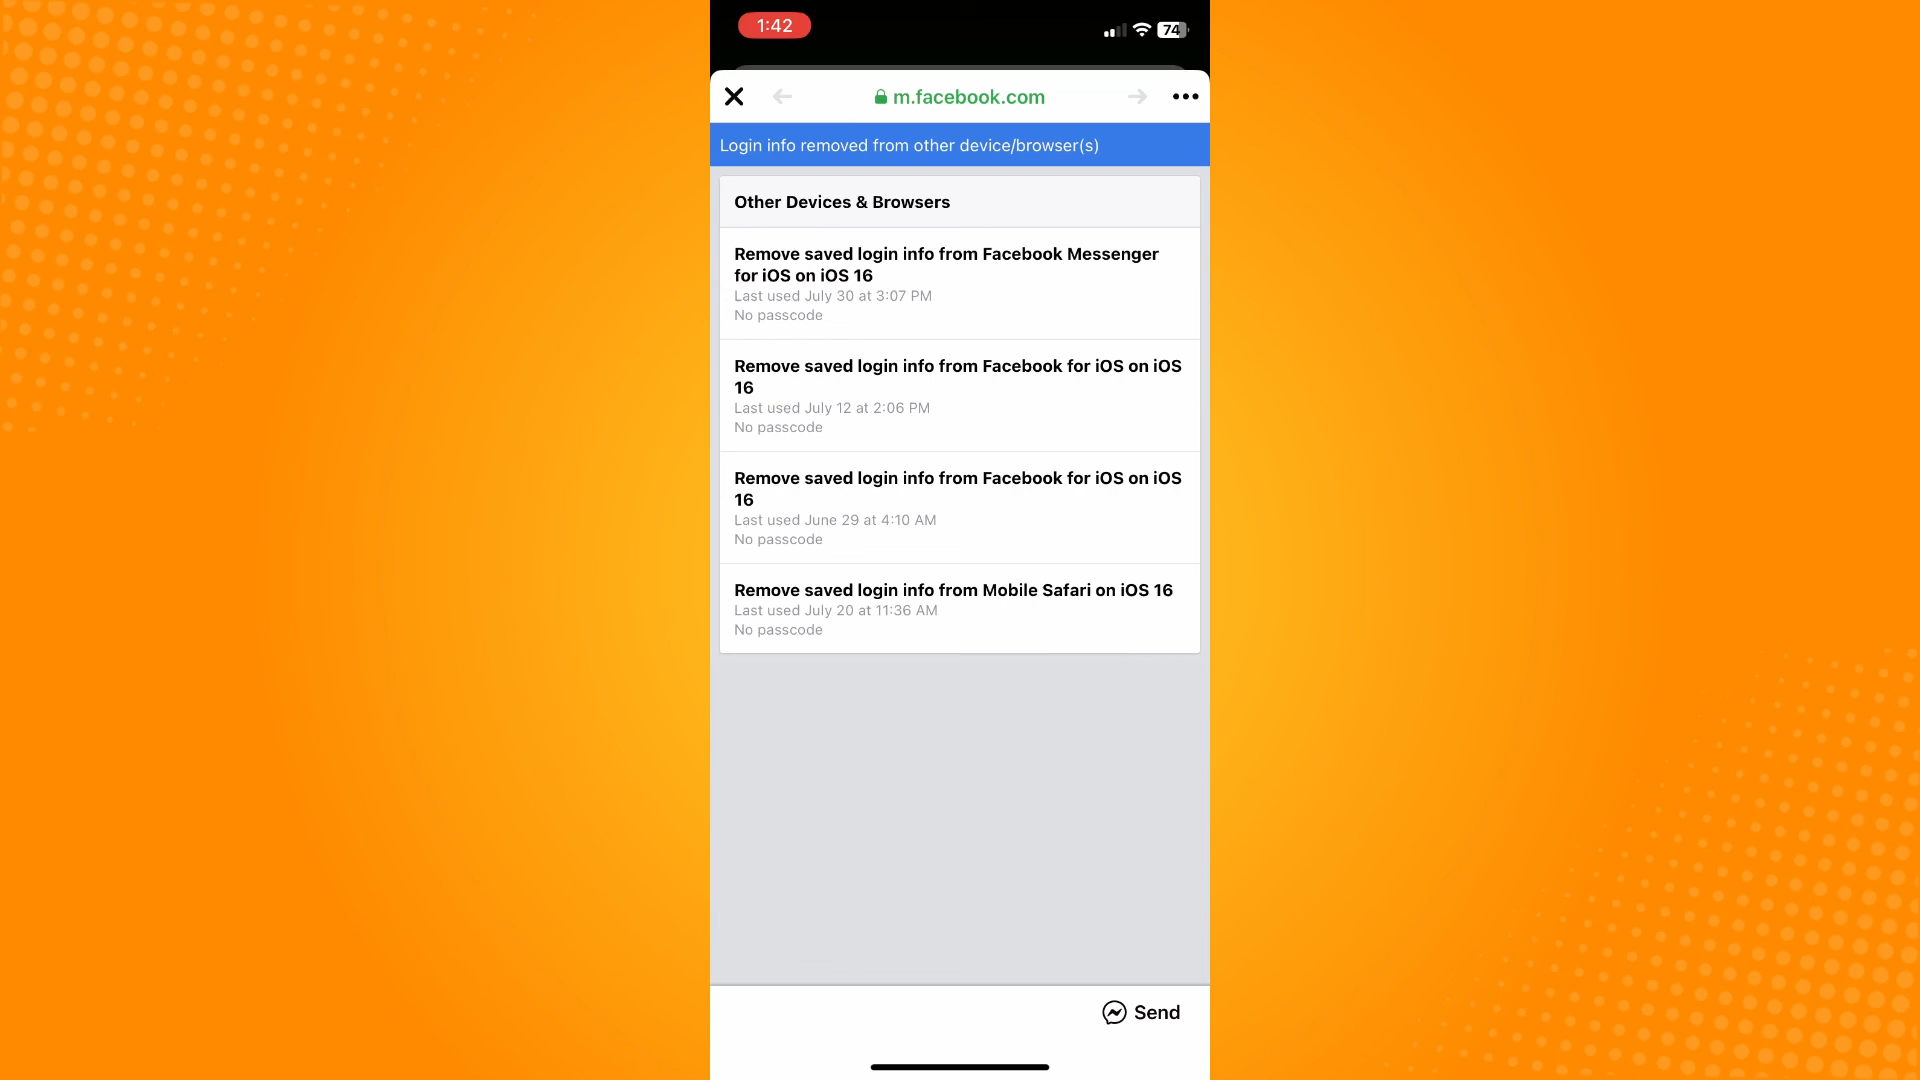 1:42
74
m.facebook.com
Login info removed from other device/browser(s)
Other Devices & Browsers
Remove saved login info from Facebook Messenger
for iOS on iOS 16
Last used July 30 at 3:07 PM
No passcode
Remove saved login info from Facebook for iOS on iOS
16
Last used July 12 at 2:06 PM
No passcode
Remove saved login info from Facebook for iOS on iOS
16
Last used June 29 at 4:10 AM
No passcode
Remove saved login info from Mobile Safari on iOS 16
Last used July 20 at 11:36 AM
No passcode
Send